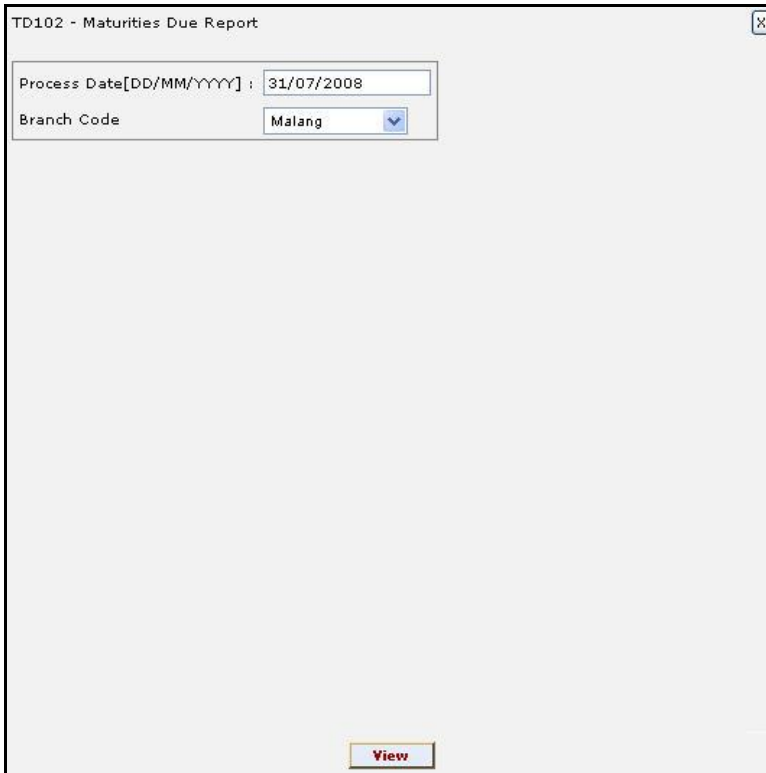 TD102 - Maturities Due Report X
Process Date[DD/MM/YYYY] : 31/07/2008
Branch Code Malang
View